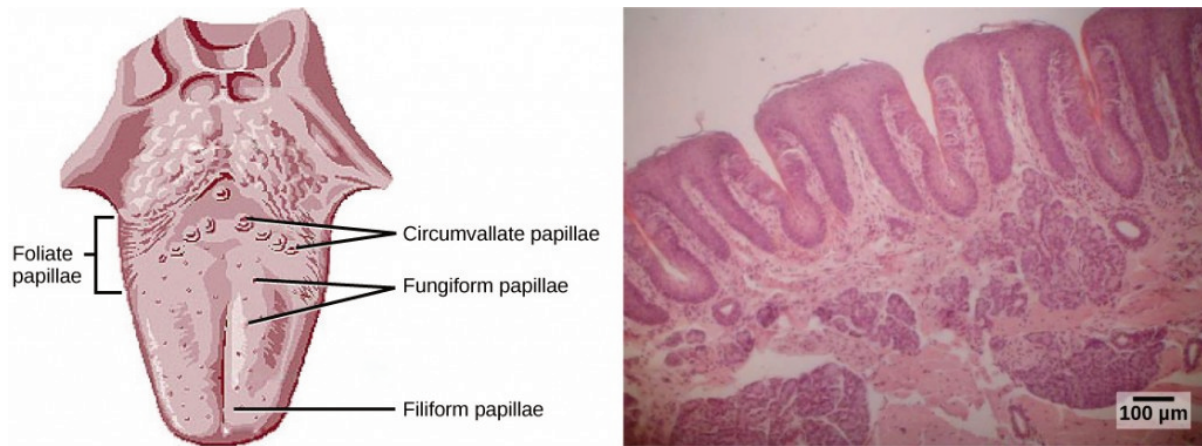 Foliate
papillae
Circumvallate papillae
Fungiform papillae
Filiform papillae
100 µm